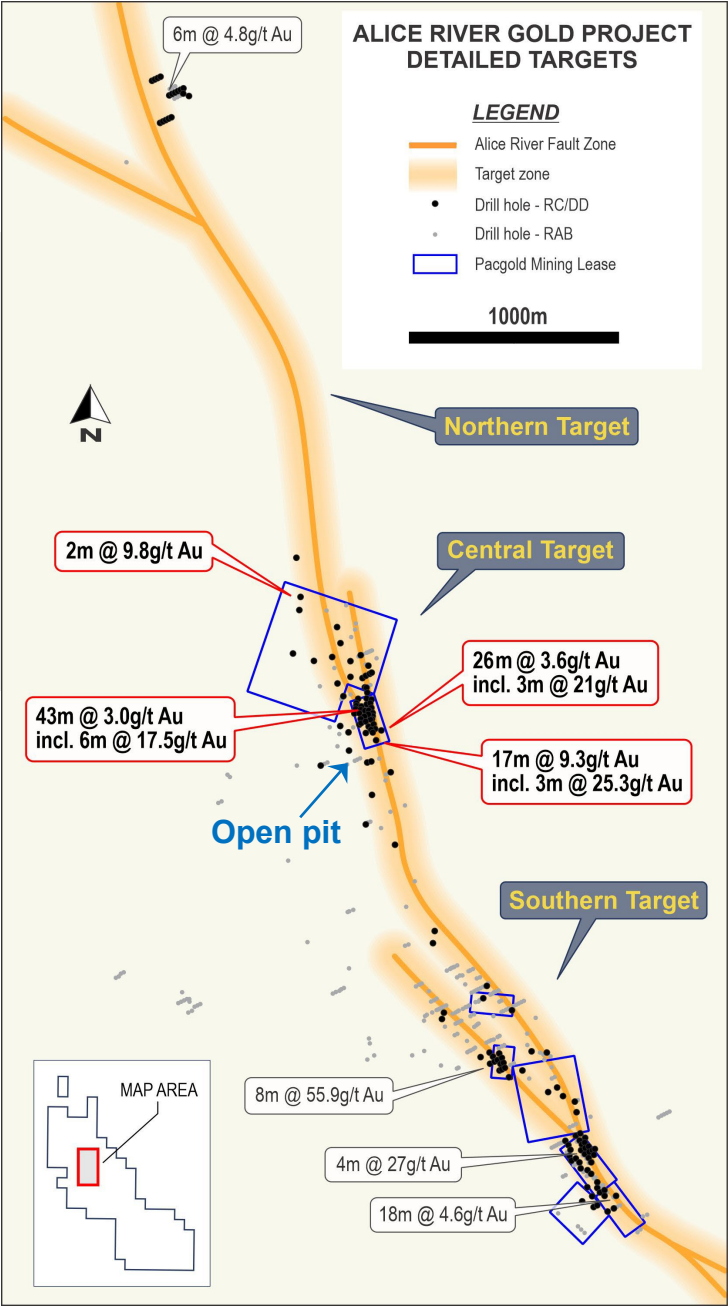 6m @ 4.8g/t Au
ALICE RIVER GOLD PROJECT
DETAILED TARGETS
LEGEND
Alice River Fault Zone
Target zone
Drill hole - RC/DD
Drill hole - RAB
Pacgold Mining Lease
1000m
N
Northern Target
2m @ 9.8g/t Au
Central Target
26m @ 3.6g/t Au
incl. 3m @ 21g/t Au
43m @ 3.0g/t Au
incl. 6m @ 17.5g/t Au
17m @ 9.3g/t Au
incl. 3m @ 25.3g/t Au
Open pit
Southern Target
MAP AREA
8m @ 55.9g/t Au
4m @ 27g/t Au
18m @ 4.6g/t Au